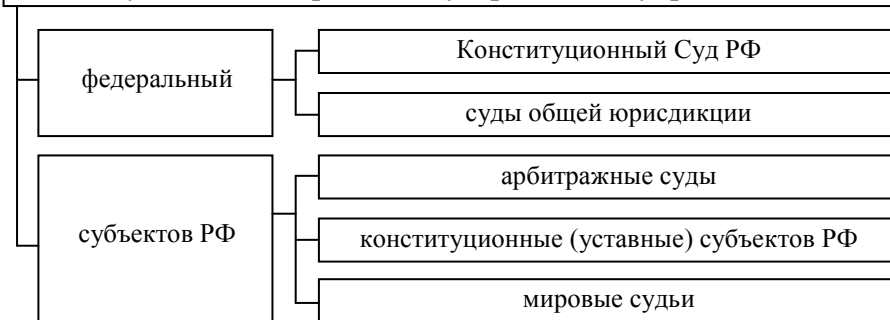 федеральный
Конституционный Суд РФ
суды общей юрисдикции
субъектов РФ
арбитражные суды
конституционные (уставные) субъектов РФ
мировые судьи